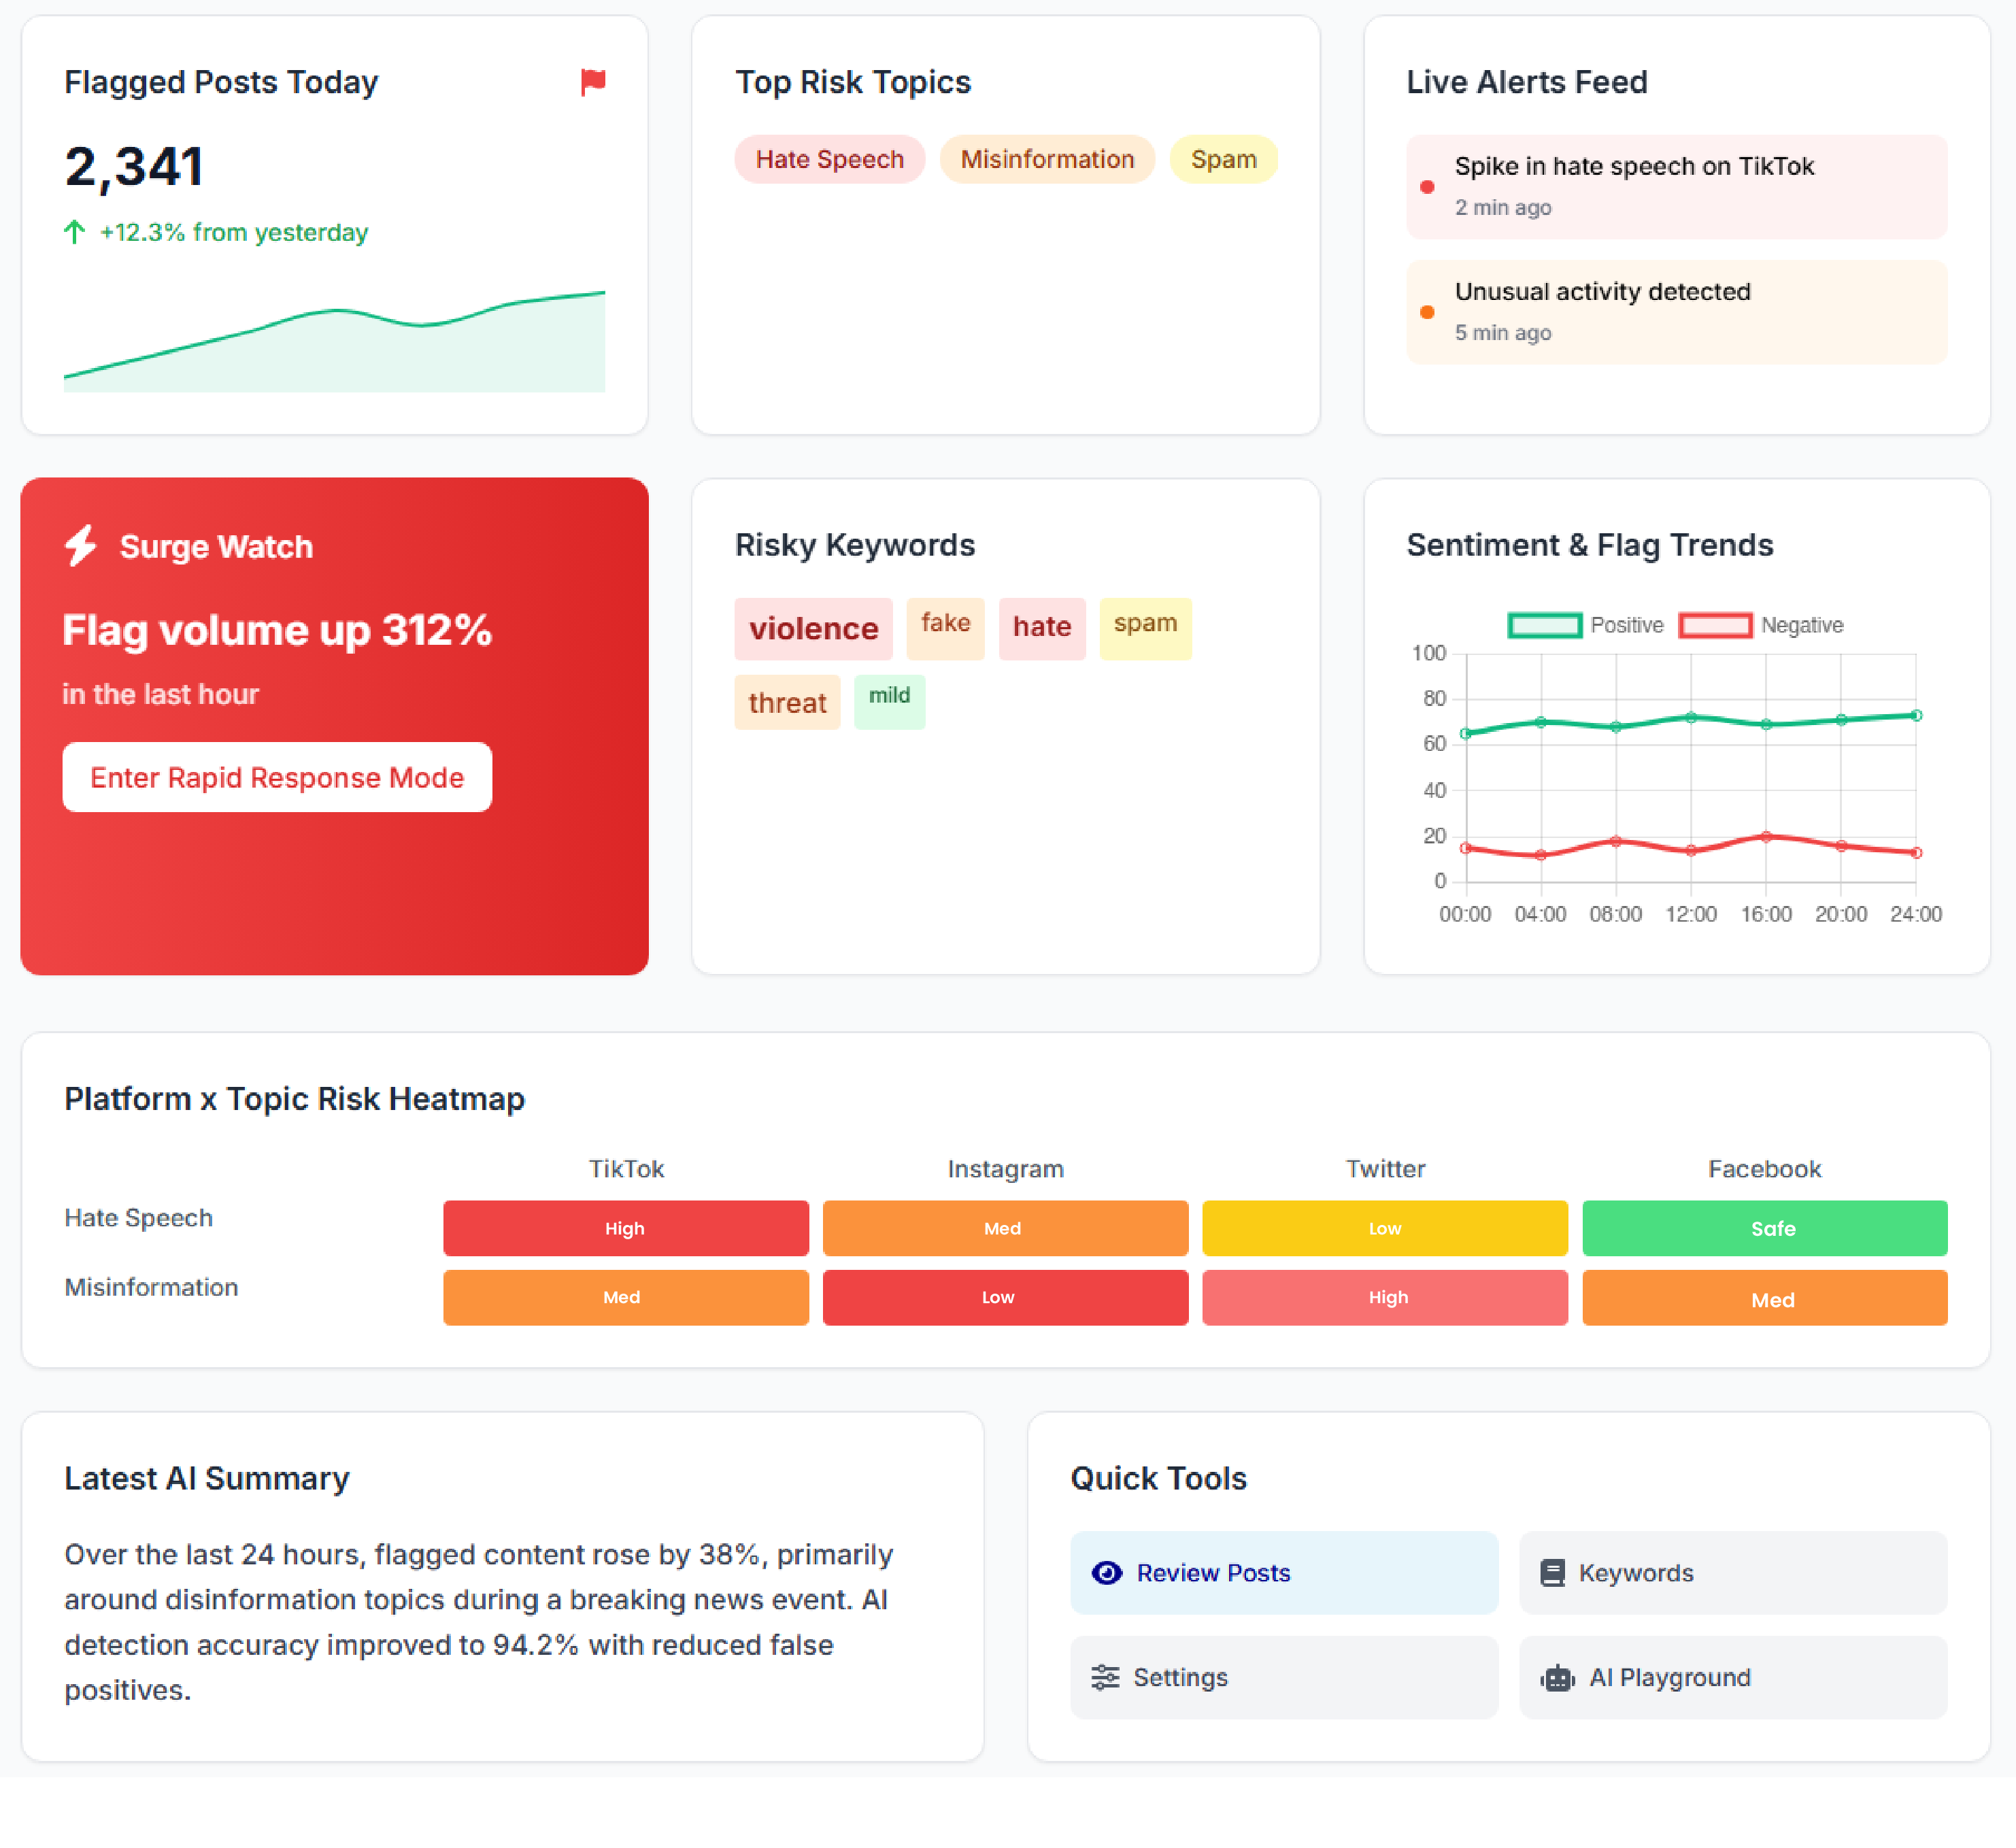 Flagged Posts Today
2,341
+12.3% from yesterday
Top Risk Topics
Hate Speech Misinformation Spam
Live Alerts Feed
Spike in hate speech on TikTok
2 min ago
Unusual activity detected
5 min ago
Surge Watch
Flag volume up 312%
in the last hour
Enter Rapid Response Mode
Risky Keywords
violence fake hate spam
threat mild
Sentiment & Flag Trends
Positive Negative
100
80
60
40
20
0
00:00 04:00 08:00 12:00 16:00 20:00 24:00
Platform x Topic Risk Heatmap
TikTok Instagram Twitter Facebook
Hate Speech High Med Low Safe
Misinformation Med Low High Med
Latest AI Summary
Over the last 24 hours, flagged content rose by 38%, primarily
around disinformation topics during a breaking news event. AI
detection accuracy improved to 94.2% with reduced false
positives.
Quick Tools
Review Posts Keywords
Settings AI Playground